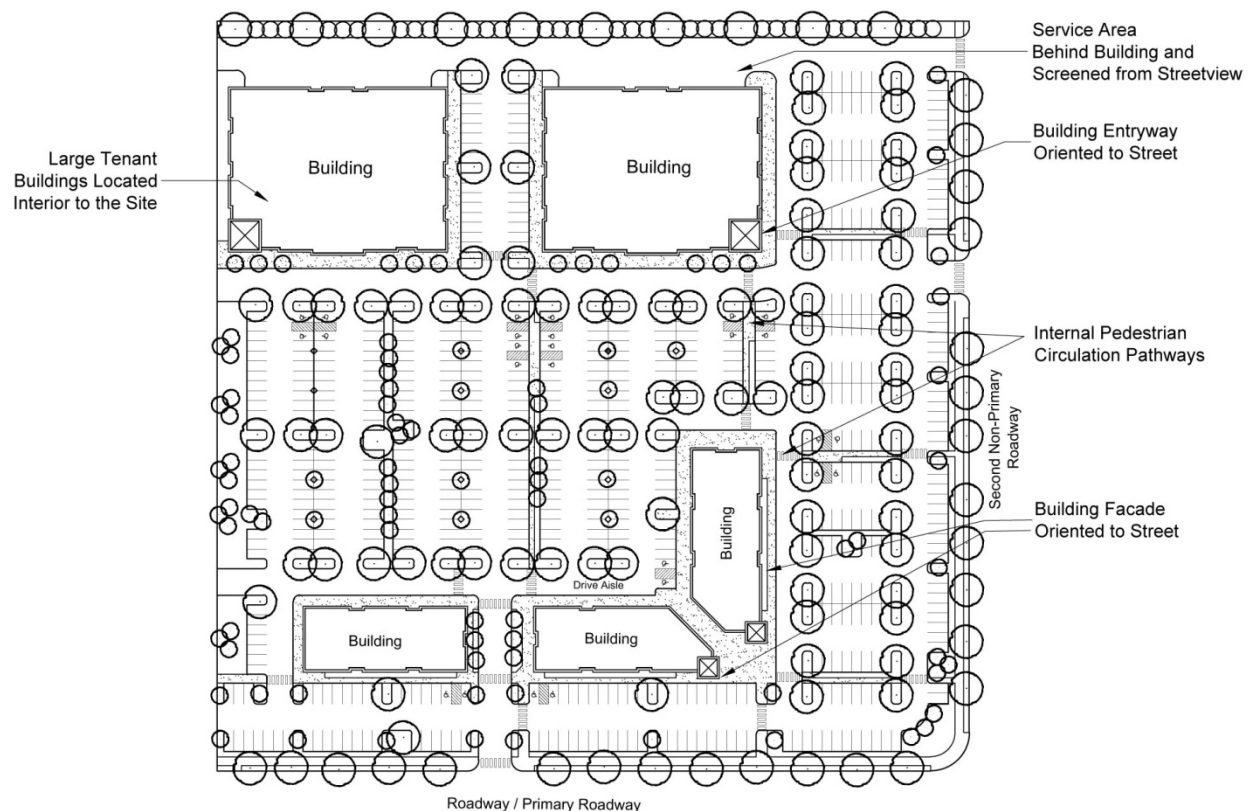 Service Area
Behind Building and
Screened from Streetview
Building Entryway
Oriented to Street
Large Tenant
Buildings Located
Interior to the Site
Building
Building
Internal Pedestrian
Circulation Pathways
Second Non-Primary
Roadway
Building Facade
Oriented to Street
Building
Drive Aisle
Building
Building
Roadway / Primary Roadway